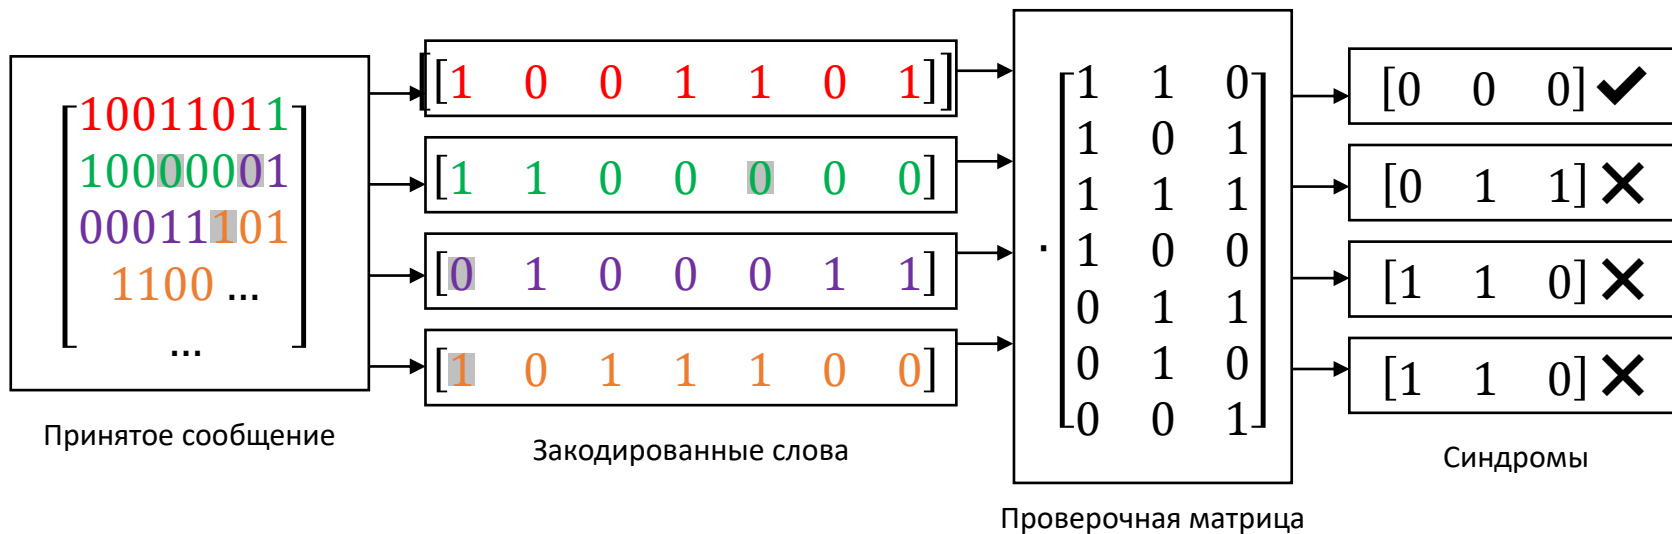 10011011
10000001
00011101
1100 ...
...
Принятое сообщение
[[1 0 0 1 1 0 1]]
[1 1 0 0 0 0 0]
[0 1 0 0 0 1 1]
[1 0 1 1 1 0 0]
Закодированные слова
1 1 0
1 0 1
1 1 1
· 1 0 0
0 1 1
0 1 0
0 0 1
Проверочная матрица
[0 0 0] ✔
[0 1 1] ✕
[1 1 0] ✕
[1 1 0] ✕
Синдромы